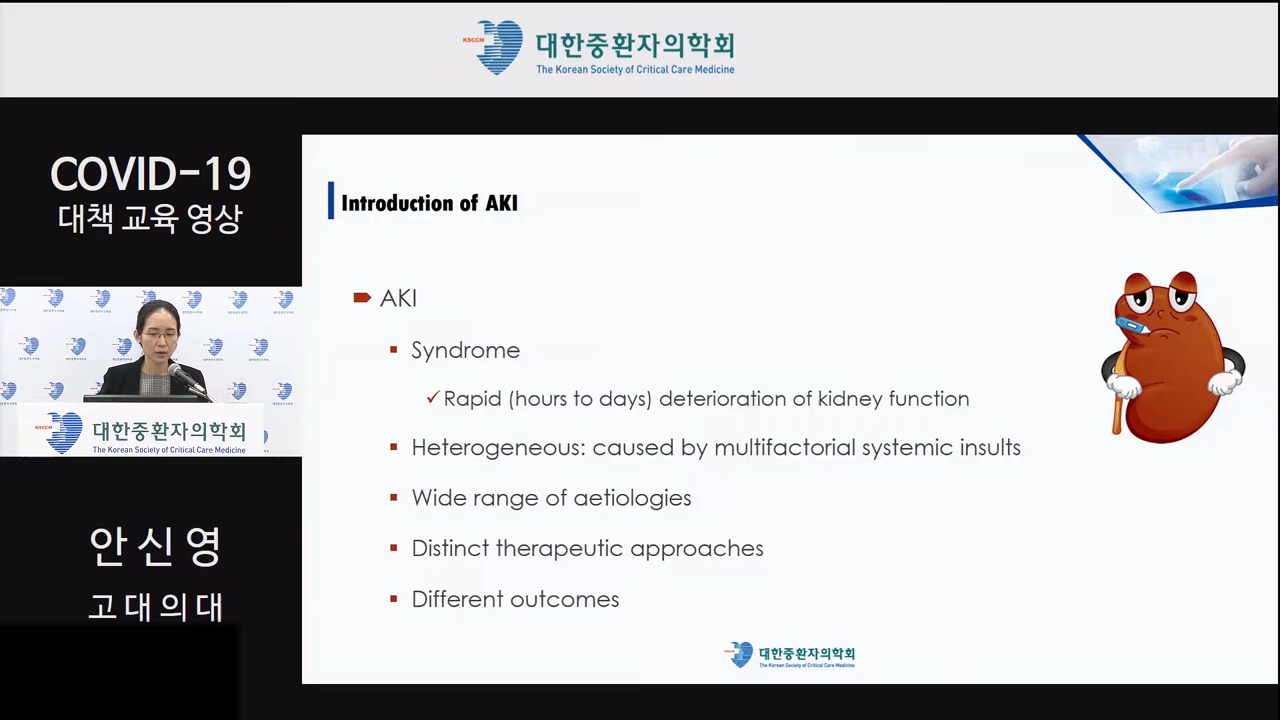 KSCCM
대한중환자의학회
The Korean Society of Critical Care Medicine
COVID-19
대책 교육 영상
KSCCM
대한중환자의학회
The Korean Society of Critical Care Medicine
안신영
고대의대
Introduction of AKI
AKI
Syndrome
✓Rapid (hours to days) deterioration of kidney function
Heterogeneous: caused by multifactorial systemic insults
Wide range of aetiologies
Distinct therapeutic approaches
Different outcomes
대한중환자의학회
The Korean Society of Critical Care Medicine